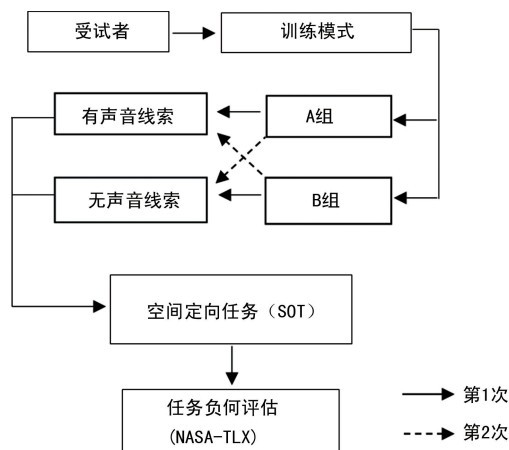 受试者
训练模式
有声音线索
A组
无声音线索
B组
空间定向任务（SOT）
任务负何评估
(NASA-TLX)
第1次
第2次